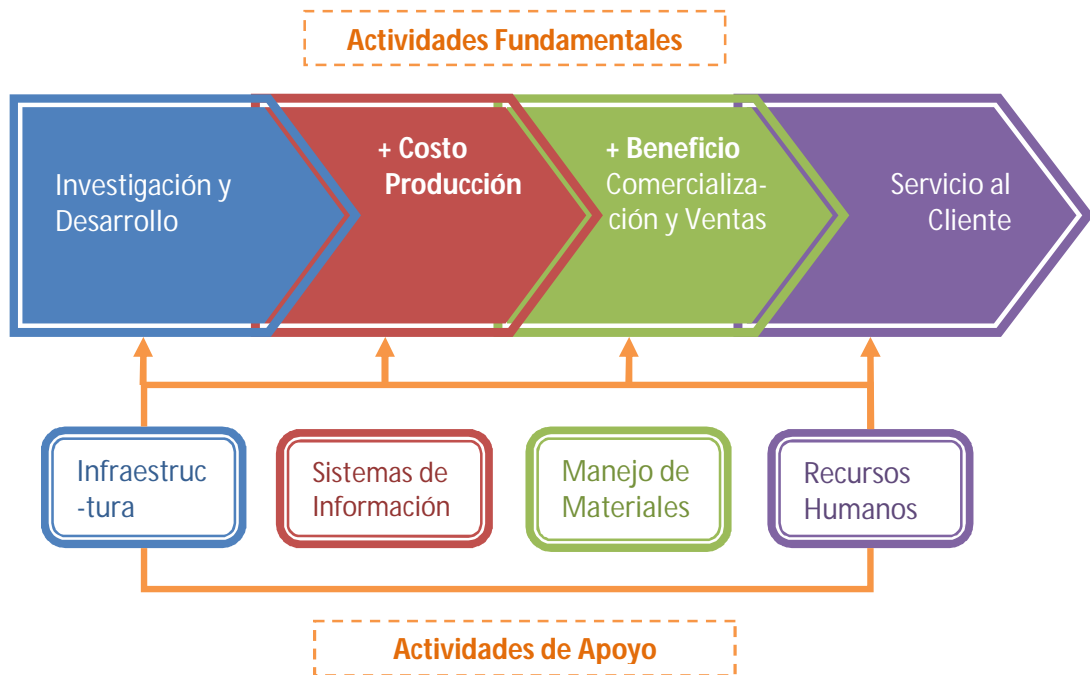 Actividades Fundamentales
Investigación y
Desarrollo
+ Costo
Producción
+ Beneficio
Comercializa-
ción y Ventas
Servicio al
Cliente
Infraestruc
-tura
Sistemas de
Información
Manejo de
Materiales
Recursos
Humanos
Actividades de Apoyo